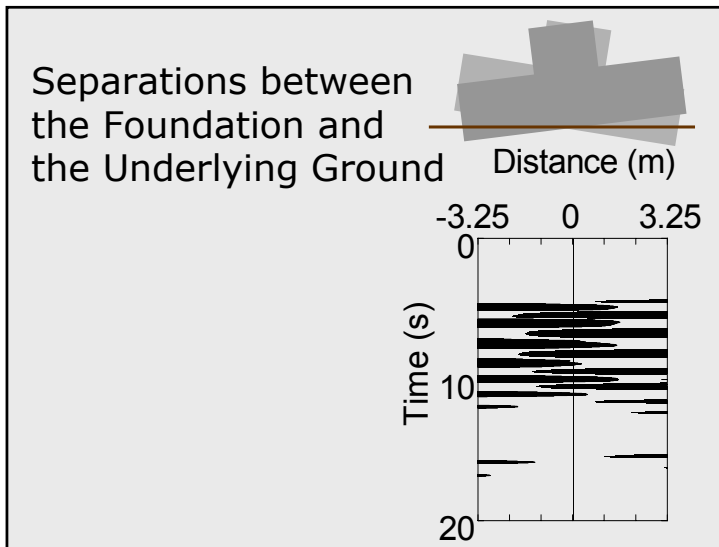 Separations between
the Foundation and
the Underlying Ground
Distance (m)
-3.25 0 3.25
0
Time (s)
10
20